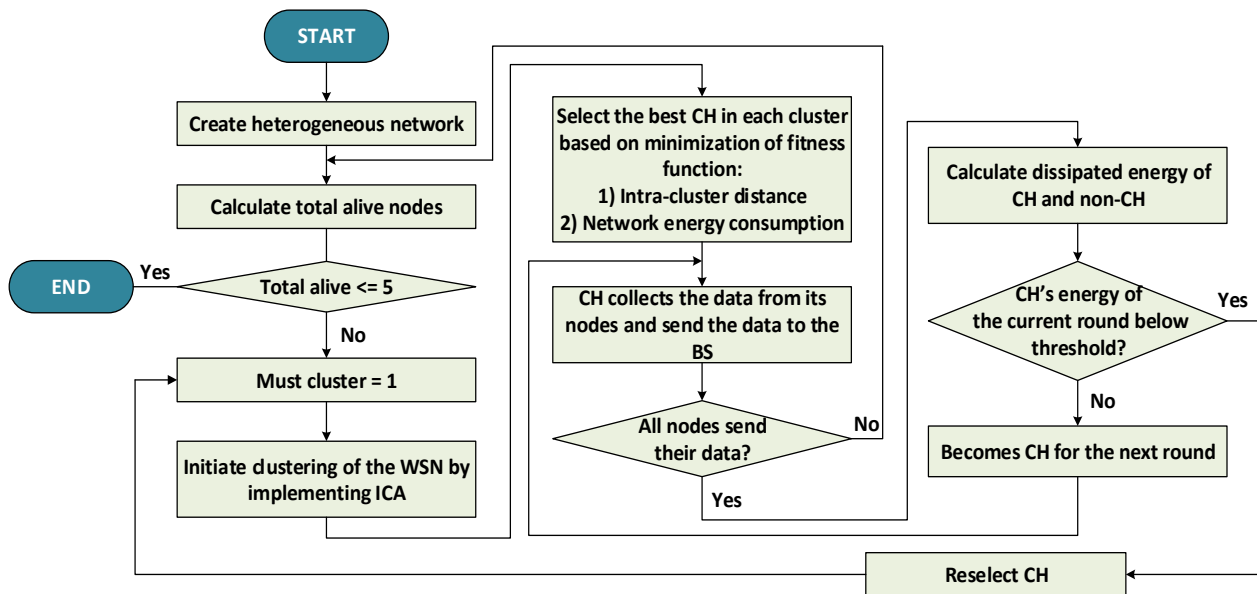 START
Create heterogeneous network
Calculate total alive nodes
END
Yes
Total alive <= 5
No
Must cluster = 1
Initiate clustering of the WSN by
implementing ICA
Select the best CH in each cluster
based on minimization of fitness
function:
1) Intra-cluster distance
2) Network energy consumption
CH collects the data from its
nodes and send the data to the
BS
All nodes send
their data?
No
Yes
Calculate dissipated energy of
CH and non-CH
CH’s energy of
the current round below
threshold?
Yes
No
Becomes CH for the next round
Reselect CH